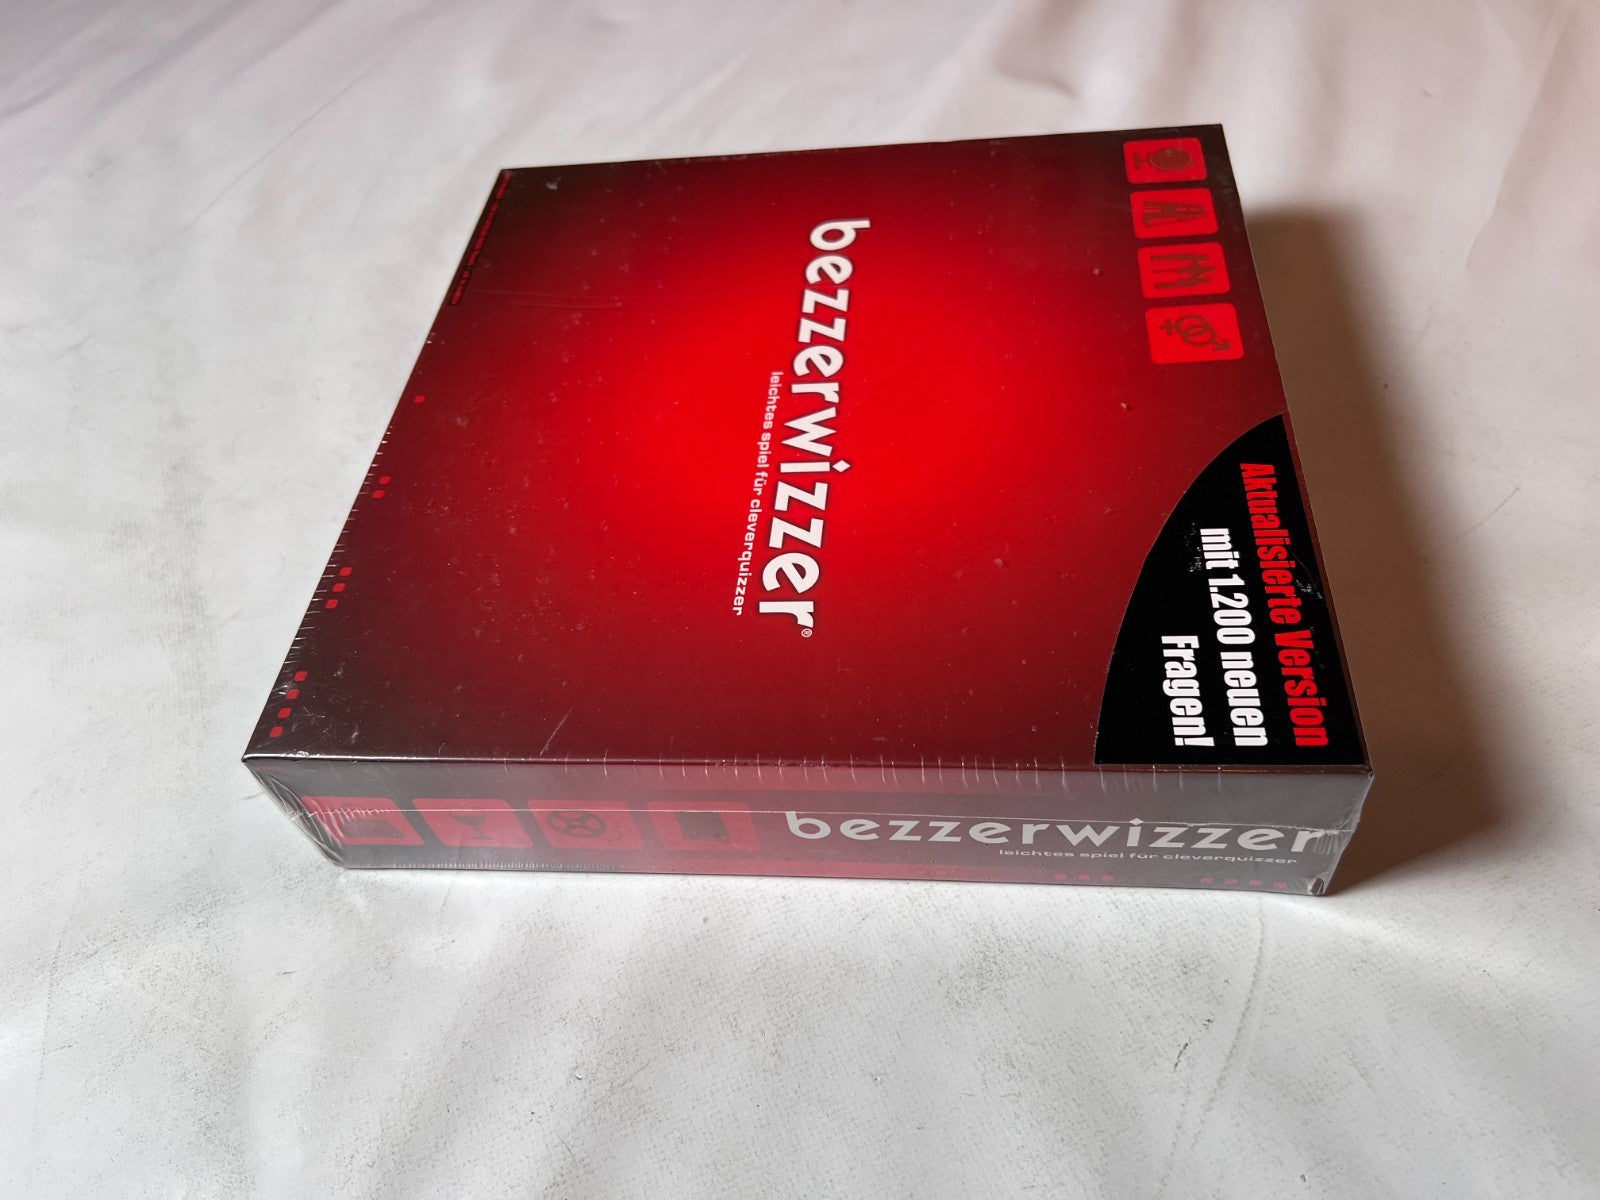 bezzerwizzer®
leichtes spiel für cleverquizzer
Aktualisierte Version
mit 1.200 neuen
Fragen!
bezzerwizzer
leichtes spiel für cleverquizzer